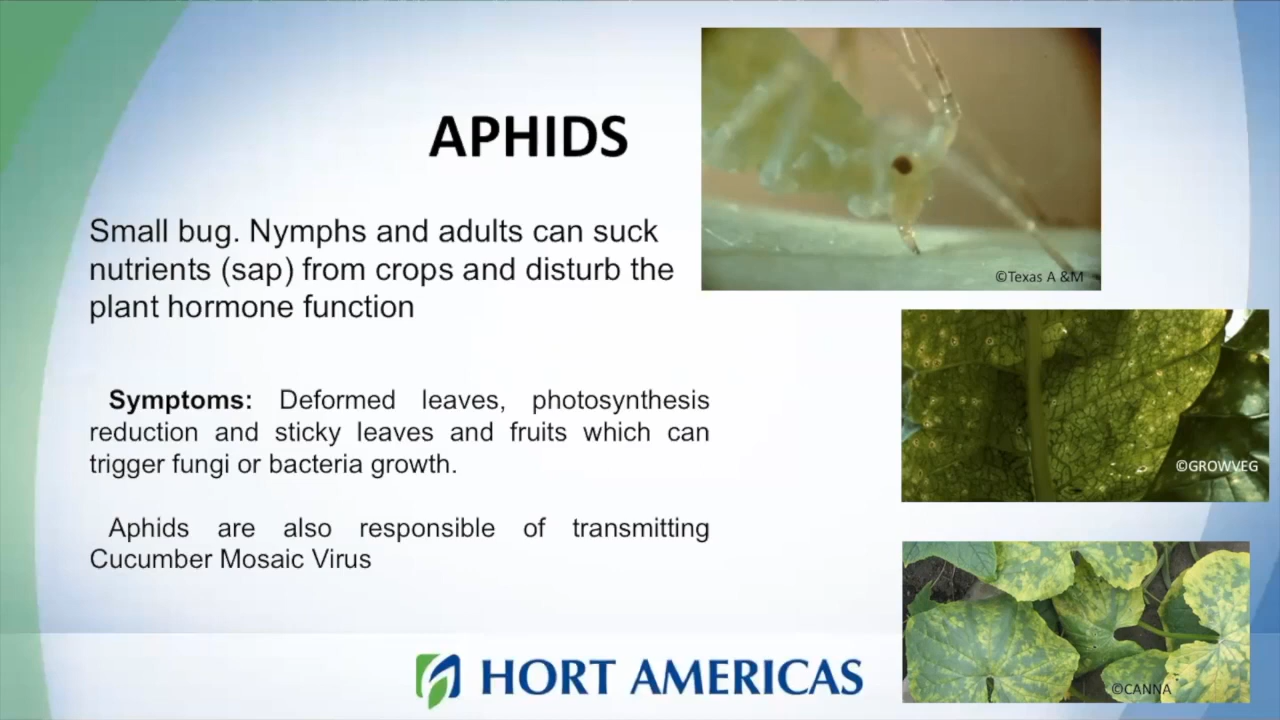 APHIDS
Small bug. Nymphs and adults can suck
nutrients (sap) from crops and disturb the
plant hormone function
Symptoms: Deformed leaves, photosynthesis
reduction and sticky leaves and fruits which can
trigger fungi or bacteria growth.
Aphids are also responsible of transmitting
Cucumber Mosaic Virus
©Texas A &M
©GROWVEG
©CANNA
HORT AMERICAS